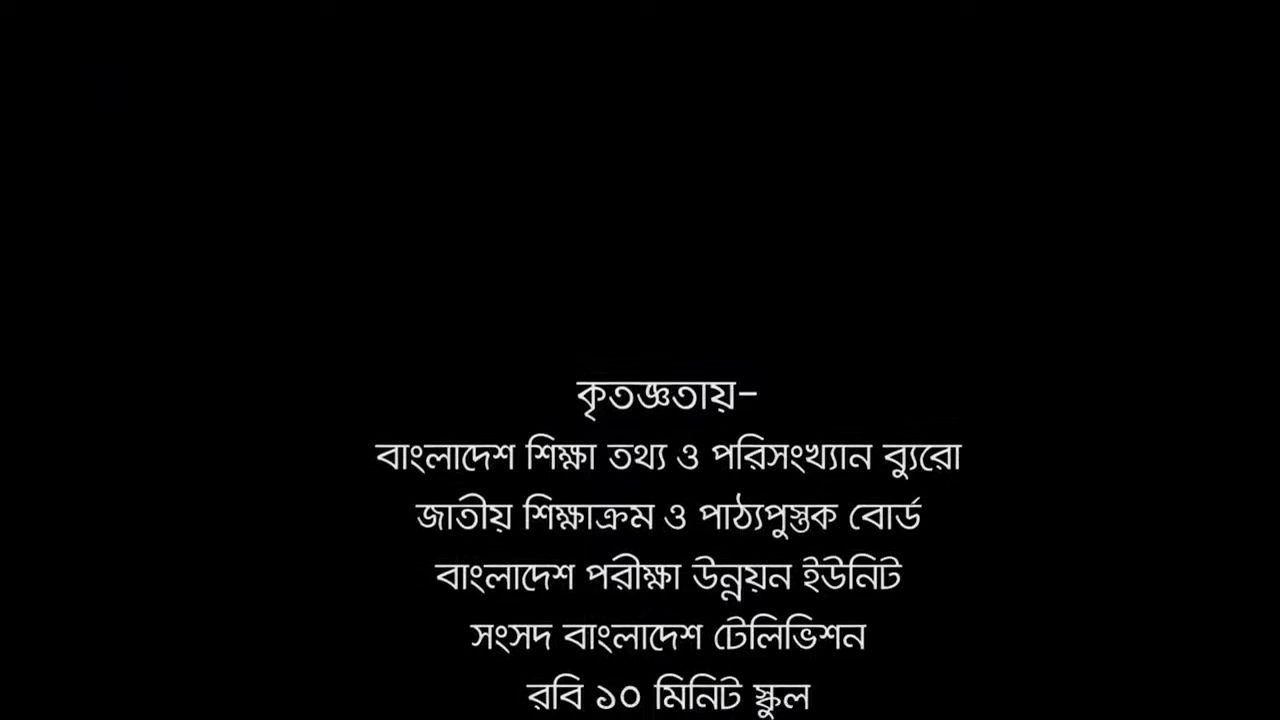 কৃতজ্ঞতায়-
বাংলাদেশ শিক্ষা তথ্য ও পরিসংখ্যান ব্যুরো
জাতীয় শিক্ষাক্রম ও পাঠ্যপুস্তক বোর্ড
বাংলাদেশ পরীক্ষা উন্নয়ন ইউনিট
সংসদ বাংলাদেশ টেলিভিশন
রবি ১০ মিনিট স্কুল